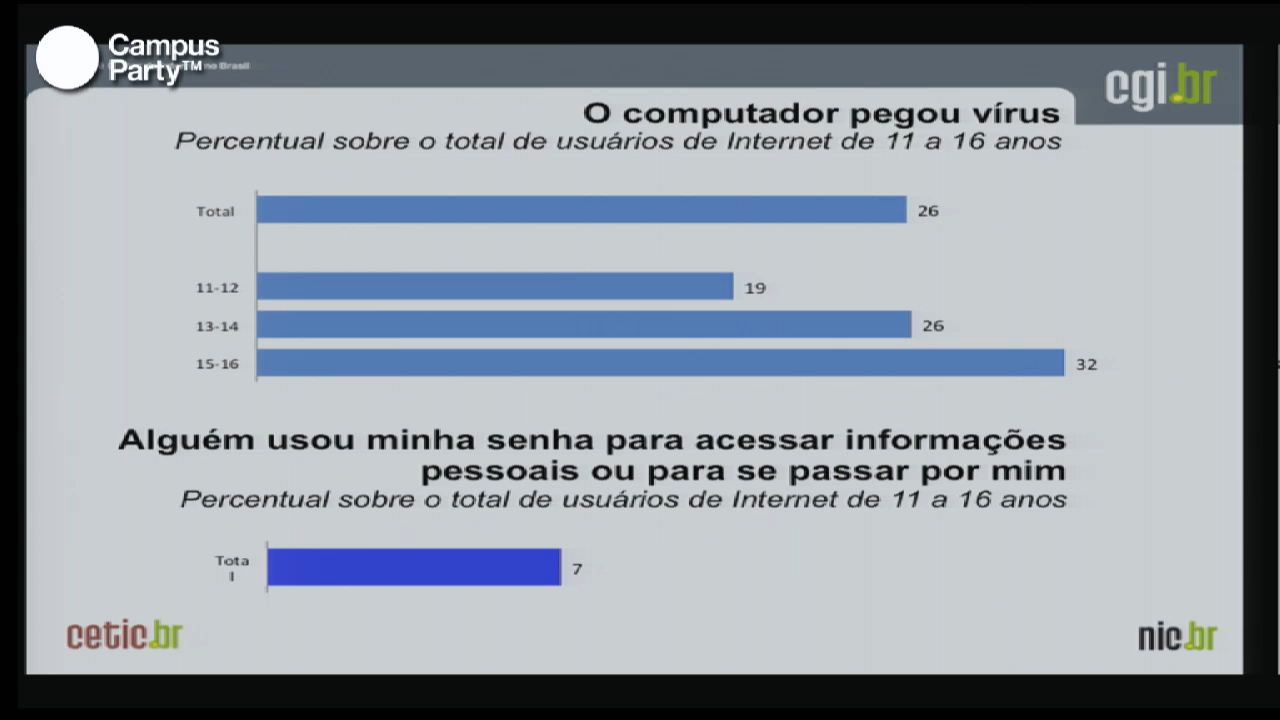 Campus
Party™
no Brasil
cgi.br
O computador pegou vírus
Percentual sobre o total de usuários de Internet de 11 a 16 anos
Total 26
11-12 19
13-14 26
15-16 32
Alguém usou minha senha para acessar informações
pessoais ou para se passar por mim
Percentual sobre o total de usuários de Internet de 11 a 16 anos
Tota
l 7
cetic.br
nic.br